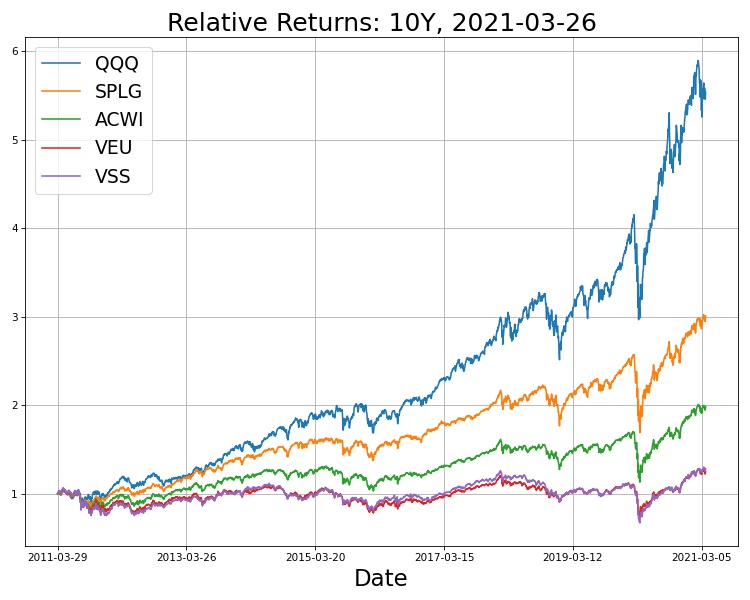 Relative Returns: 10Y, 2021-03-26
QQQ
SPLG
ACWI
VEU
VSS
6
5
4
3
2
1
2011-03-29 2013-03-26 2015-03-20 2017-03-15 2019-03-12 2021-03-05
Date